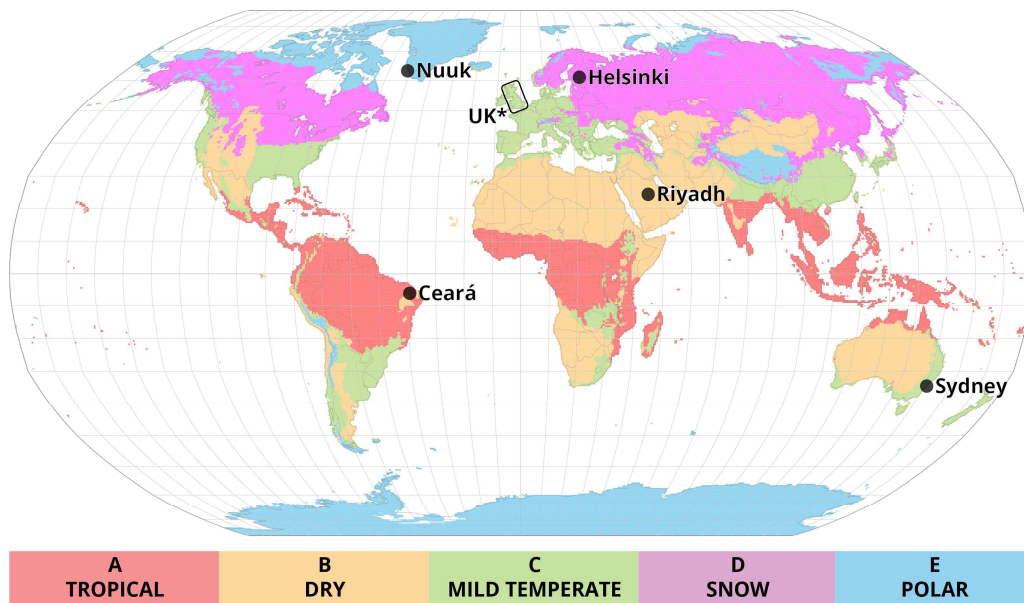 Nuuk
Helsinki
UK*
Riyadh
Ceará
Sydney
A
TROPICAL
B
DRY
C
MILD TEMPERATE
D
SNOW
E
POLAR